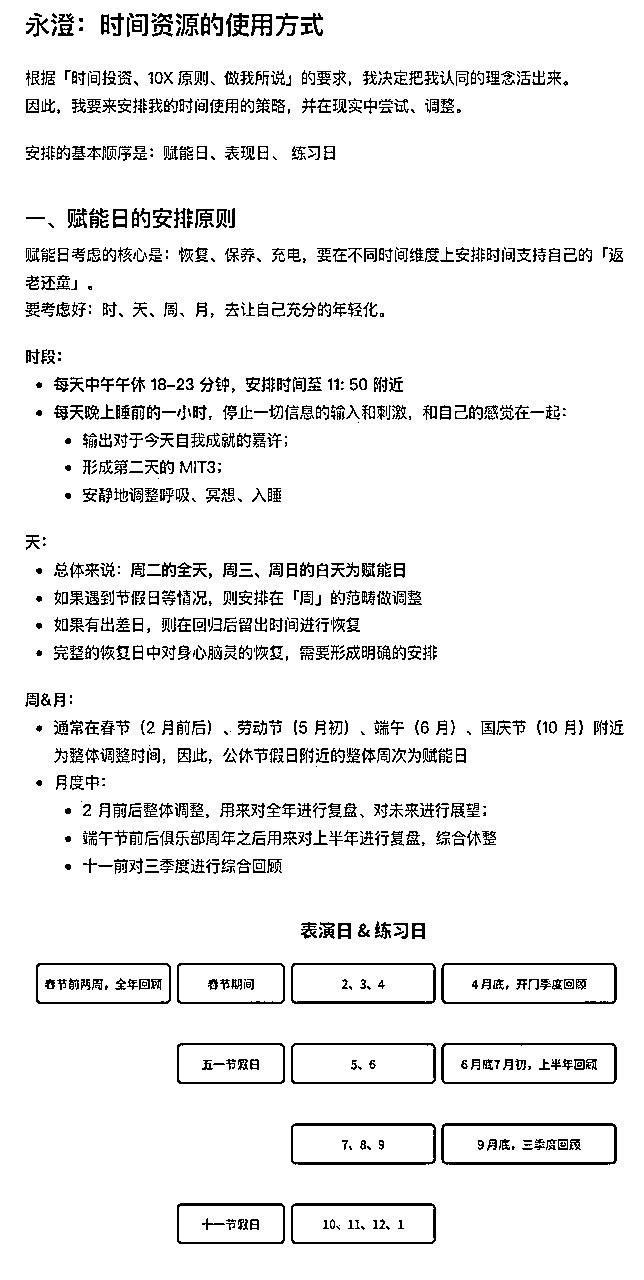 永澄：时间资源的使用方式
根据「时间投资、10X 原则、做我所说」的要求，我决定把我认同的理念活出来。
因此，我要来安排我的时间使用的策略，并在现实中尝试、调整。
安排的基本顺序是：赋能日、表现日、 练习日
一、赋能日的安排原则
赋能日考虑的核心是：恢复、保养、充电，要在不同时间维度上安排时间支持自己的「返
老还童」。
要考虑好：时、天、周、月，去让自己充分的年轻化。
时段：
• 每天中午午休 18-23 分钟，安排时间至 11: 50 附近
• 每天晚上睡前的一小时，停止一切信息的输入和刺激，和自己的感觉在一起：
• 输出对于今天自我成就的嘉许；
• 形成第二天的 MIT3；
• 安静地调整呼吸、冥想、入睡
天：
• 总体来说：周二的全天，周三、周日的白天为赋能日
• 如果遇到节假日等情况，则安排在「周」的范畴做调整
• 如果有出差日，则在回归后留出时间进行恢复
• 完整的恢复日中对身心脑灵的恢复，需要形成明确的安排
周&月：
• 通常在春节（2 月前后）、劳动节（5 月初）、端午（6 月）、国庆节（10 月）附近
为整体调整时间，因此，公休节假日附近的整体周次为赋能日
• 月度中：
• 2 月前后整体调整，用来对全年进行复盘、对未来进行展望；
• 端午节前后俱乐部周年之后用来对上半年进行复盘，综合休整
• 十一前对三季度进行综合回顾
表演日 & 练习日
春节前两周，全年回顾 春节期间 2、3、4 4 月底，开门季度回顾
五一节假日 5、6 6 月底7 月初，上半年回顾
7、8、9 9 月底，三季度回顾
十一节假日 10、11、12、1